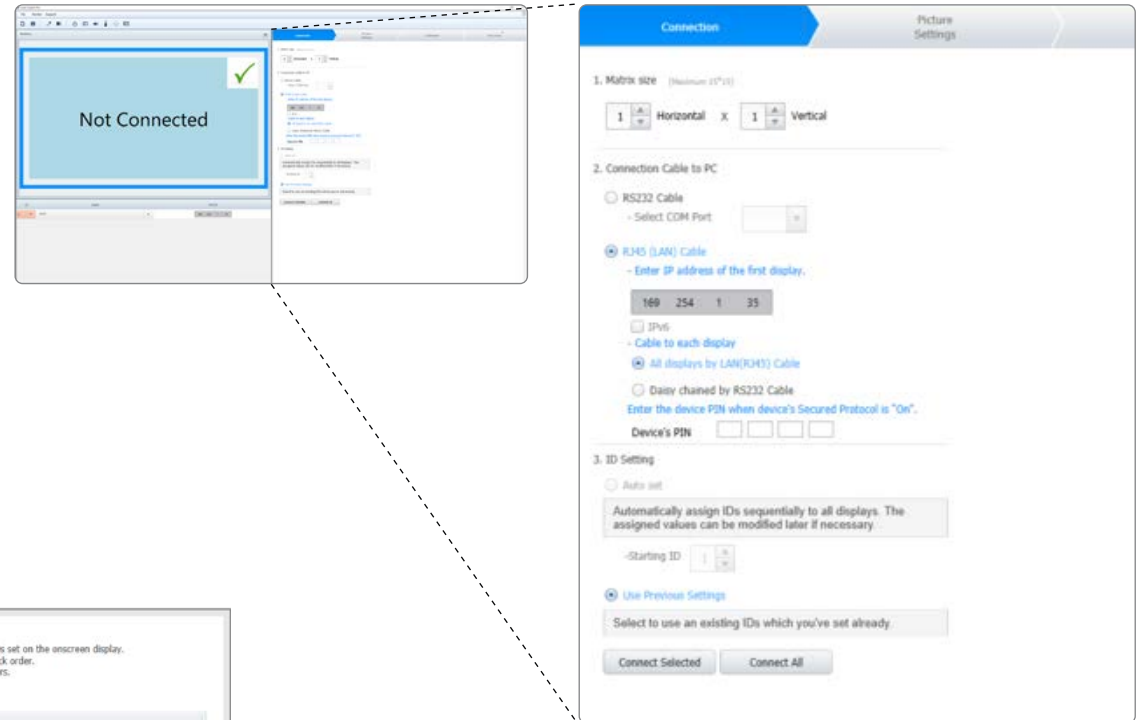 Not Connected
Connection
Picture
Settings
1. Matrix size (Maximum 15*15)
1 Horizontal X 1 Vertical
2. Connection Cable to PC
RS232 Cable
- Select COM Port
RJ45 (LAN) Cable
- Enter IP address of the first display.
169 254 1 35
IPv6
- Cable to each display
All displays by LAN(RJ45) Cable
Daisy chained by RS232 Cable
Enter the device PIN when device's Secured Protocol is "On".
Device's PIN
3. ID Setting
Auto set
Automatically assign IDs sequentially to all displays. The
assigned values can be modified later if necessary.
-Starting ID 1
Use Previous Settings
Select to use an existing IDs which you've set already.
Connect Selected Connect All
s set on the onscreen display.
ck order.
rs.